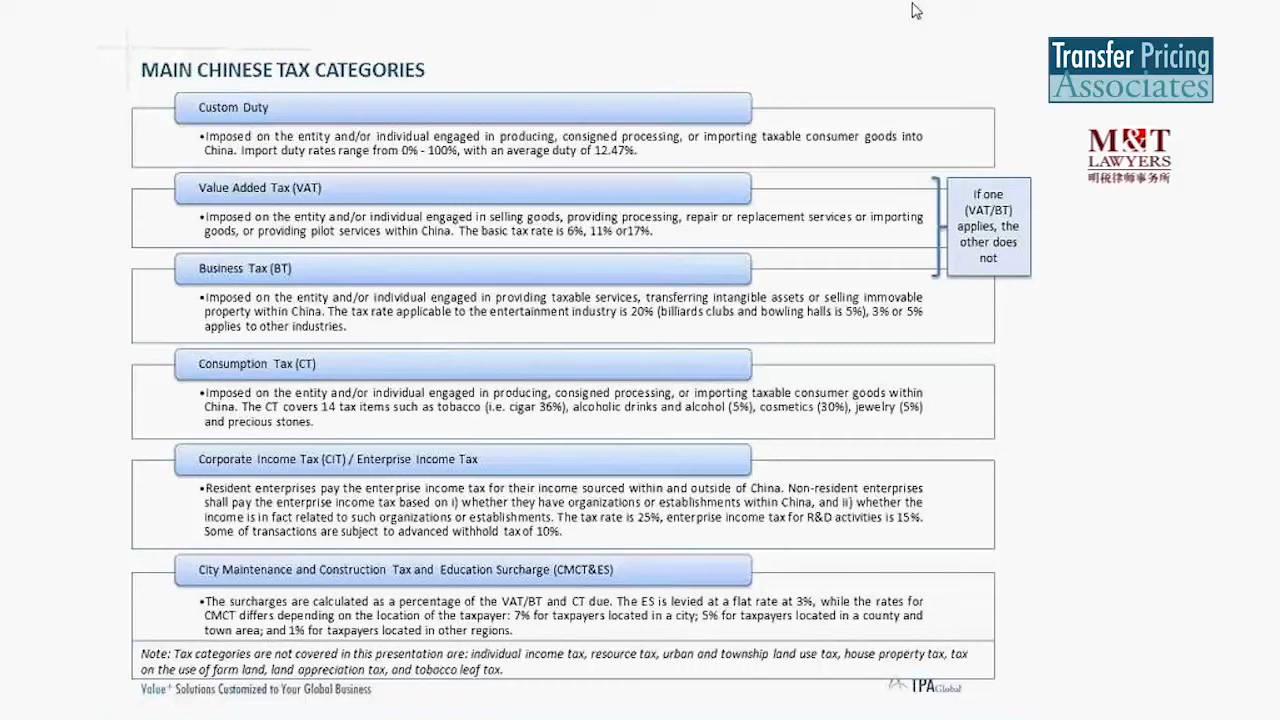 MAIN CHINESE TAX CATEGORIES
Transfer Pricing
Associates
M&T
LAWYERS
明税律师事务所
Custom Duty
•Imposed on the entity and/or individual engaged in producing, consigned processing, or importing taxable consumer goods into
China. Import duty rates range from 0% - 100%, with an average duty of 12.47%.
Value Added Tax (VAT)
•Imposed on the entity and/or individual engaged in selling goods, providing processing, repair or replacement services or importing
goods, or providing pilot services within China. The basic tax rate is 6%, 11% or17%.
If one
(VAT/BT)
applies, the
other does
not
Business Tax (BT)
•Imposed on the entity and/or individual engaged in providing taxable services, transferring intangible assets or selling immovable
property within China. The tax rate applicable to the entertainment industry is 20% (billiards clubs and bowling halls is 5%), 3% or 5%
applies to other industries.
Consumption Tax (CT)
•Imposed on the entity and/or individual engaged in producing, consigned processing, or importing taxable consumer goods within
China. The CT covers 14 tax items such as tobacco (i.e. cigar 36%), alcoholic drinks and alcohol (5%), cosmetics (30%), jewelry (5%)
and precious stones.
Corporate Income Tax (CIT) / Enterprise Income Tax
•Resident enterprises pay the enterprise income tax for their income sourced within and outside of China. Non-resident enterprises
shall pay the enterprise income tax based on i) whether they have organizations or establishments within China, and ii) whether the
income is in fact related to such organizations or establishments. The tax rate is 25%, enterprise income tax for R&D activities is 15%.
Some of transactions are subject to advanced withhold tax of 10%.
City Maintenance and Construction Tax and Education Surcharge (CMCT&ES)
•The surcharges are calculated as a percentage of the VAT/BT and CT due. The ES is levied at a flat rate at 3%, while the rates for
CMCT differs depending on the location of the taxpayer: 7% for taxpayers located in a city; 5% for taxpayers located in a county and
town area; and 1% for taxpayers located in other regions.
Note: Tax categories are not covered in this presentation are: individual income tax, resource tax, urban and township land use tax, house property tax, tax
on the use of farm land, land appreciation tax, and tobacco leaf tax.
Value+ Solutions Customized to Your Global Business
TPA Global